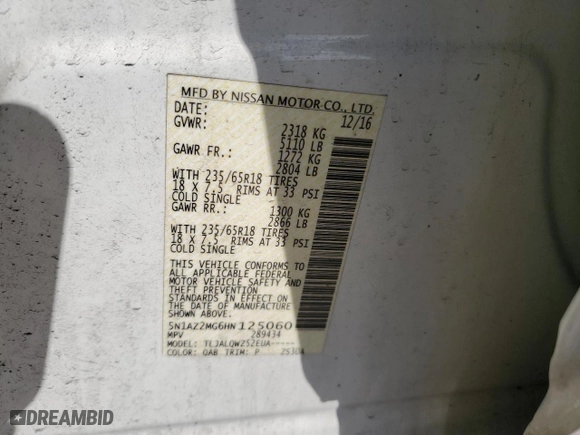 MFD BY NISSAN MOTOR CO., LTD.
DATE: 12/16
GVWR: 2318 KG
5110 LB
GAWR FR.: 1272 KG
2804 LB
WITH 235/65R18 TIRES
18 X 7.5 RIMS AT 33 PSI
COLD SINGLE
GAWR RR.: 1300 KG
2866 LB
WITH 235/65R18 TIRES
18 X 7.5 RIMS AT 33 PSI
COLD SINGLE
THIS VEHICLE CONFORMS TO
ALL APPLICABLE FEDERAL
MOTOR VEHICLE SAFETY AND
THEFT PREVENTION
STANDARDS IN EFFECT ON
THE DATE OF MANUFACTURE
SHOWN ABOVE.
5N1AZ2MG6HN125060
MPV 289434
MODEL: TLJALQWZ52EUA-----
COLOR: QAB TRIM: P 25304
DREAMBID